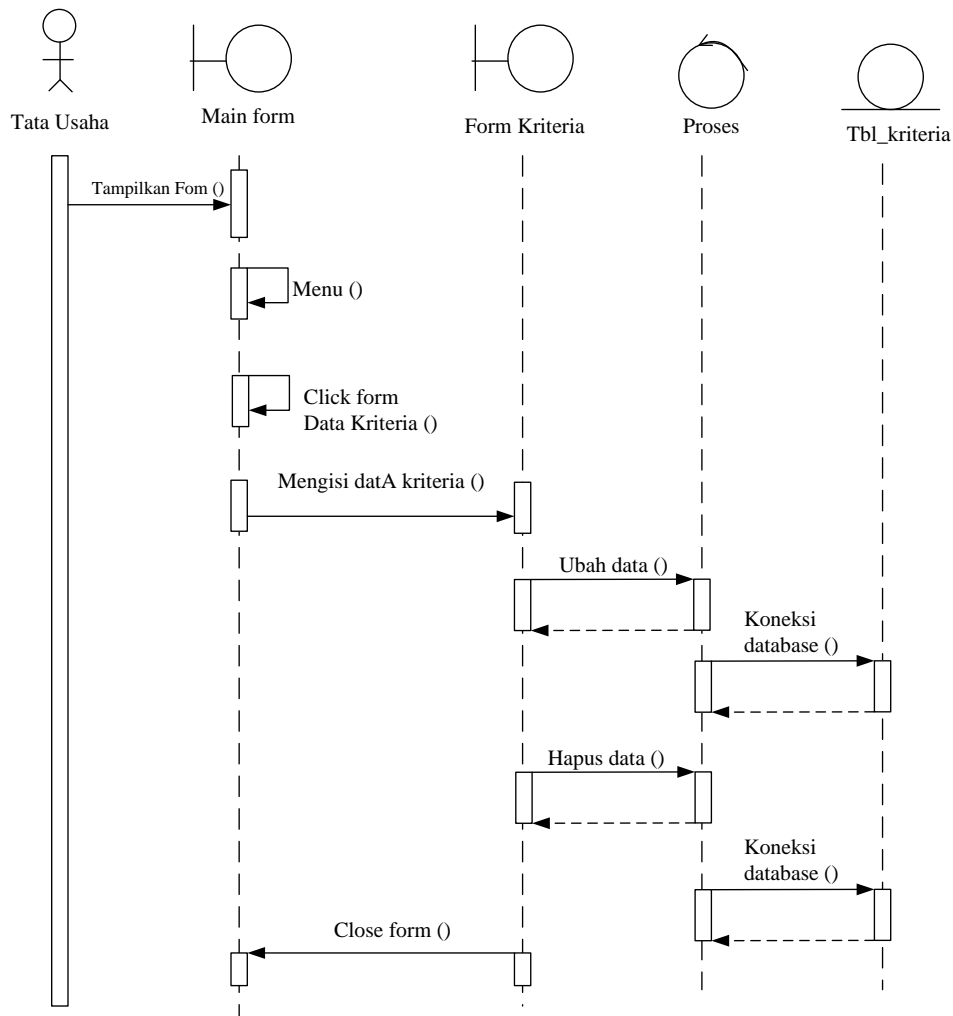 Tata Usaha
Main form
Form Kriteria
Proses
Tbl_kriteria
Tampilkan Fom ()
Menu ()
Click form
Data Kriteria ()
Mengisi datA kriteria ()
Ubah data ()
Koneksi
database ()
Hapus data ()
Koneksi
database ()
Close form ()